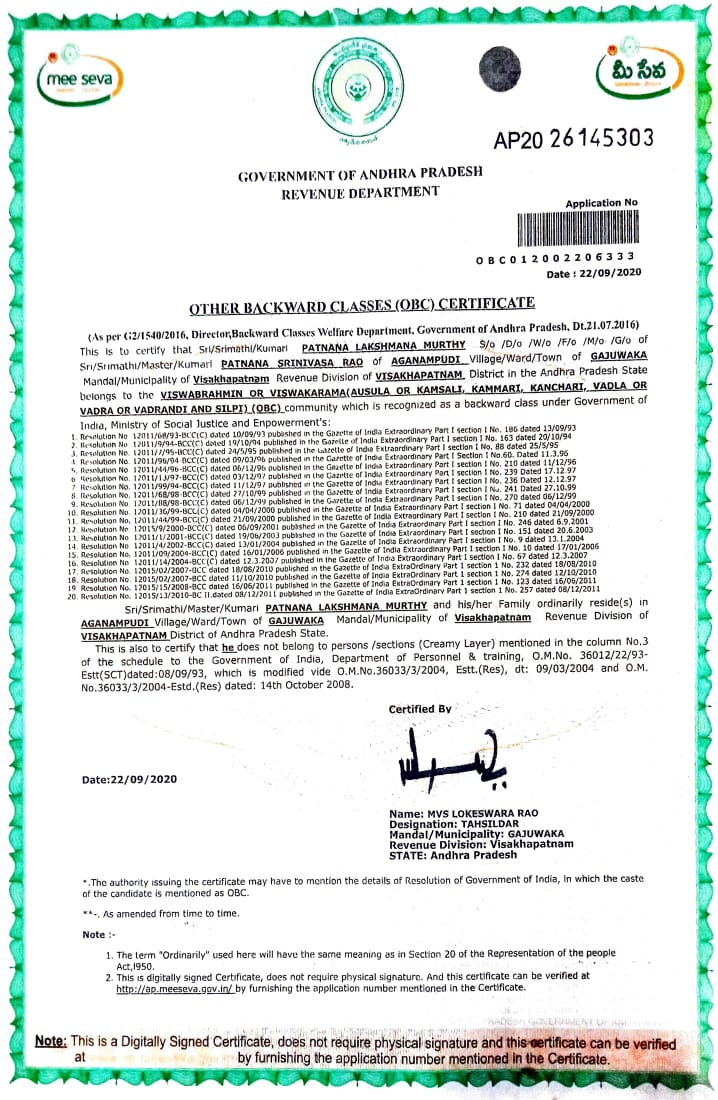 mee seva
మీ సేవ
AP20 26145303
GOVERNMENT OF ANDHRA PRADESH
REVENUE DEPARTMENT
Application No
OBC012002206333
Date : 22/09/2020
OTHER BACKWARD CLASSES (OBC) CERTIFICATE
(As per G2/1540/2016, Director,Backward Classes Welfare Department, Government of Andhra Pradesh, Dt.21.07.2016)
This is to certify that Sri/Srimathi/Kumari PATNANA LAKSHMANA MURTHY S/o /D/o /W/o /F/o /M/o /G/o of
Sri/Srimathi/Master/Kumari PATNANA SRINIVASA RAO of AGANAMPUDI Village/Ward/Town of GAJUWAKA
Mandal/Municipality of Visakhapatnam Revenue Division of VISAKHAPATNAM District in the Andhra Pradesh State
belongs to the VISWABRAHMIN OR VISWAKARAMA(AUSULA OR KAMSALI, KAMMARI, KANCHARI, VADLA OR
VADRA OR VADRANDI AND SILPI) (OBC) community which is recognized as a backward class under Government of
India, Ministry of Social Justice and Enpowerment's:
1. Resolution No 12011/68/93-BCC(C) dated 10/09/93 published in the Gazette of India Extraordinary Part I section I No. 186 dated 13/09/93
2. Resolution No. 12011/9/94-BCC(C) dated 19/10/94 published in the Gazette of India Extraordinary Part I section I No. 163 dated 20/10/94
3. Resolution No. 12011/7/95-BCC(C) dated 24/5/95 published in the Gazette of India Extraordinary Part I section I No. 88 dated 25/5/95
4. Resolution No. 12011/96/94-BCC(C) dated 09/03/96 published in the Gazette of India Extraordinary Part I Section 1No.60. Dated 11.3.96
5. Resolution No. 12011/44/96-BCC(C) dated 06/12/96 published in the Gazette of India Extraordinary Part I section I No. 210 dated 11/12/96
6 Resolution No. 12011/13/97-BCC(C) dated 03/12/97 published in the Gazette of India Extraordinary Part I section I No. 239 Dated 17.12.97
7 Resolution No. 12011/99/94-BCC(C) dated 11/12/97 published in the Gazette of India Extraordinary Part I section I No. 236 Dated 12.12.97
8. Resolution No. 12011/68/98-BCC(C) dated 27/10/99 published in the Gazette of India Extraordinary Part I section I No. 241 Dated 27.10.99
9. Resolution No. 12011/88/98-BCC(C) dated 06/12/99 published in the Gazette of India Extraordinary Part I section I No. 270 dated 06/12/99
10. Resolution No. 12011/36/99-BCC(C) dated 04/04/2000 published in the Gazette of India Extraordinary Part I section I No. 71 dated 04/04/2000
11. Resolution No. 12011/44/99-BCC(C) dated 21/09/2000 published in the Gazette of India Extraordinary Part I section I No. 210 dated 21/09/2000
12. Resolution No. 12015/9/2000-BCC(C) dated 06/09/2001 published in the Gazette of India Extraordinary Part I section I No. 246 dated 6.9.2001
13. Resolution No. 12011/1/2001-BCC(C) dated 19/06/2003 published in the Gazette of India Extraordinary Part I section I No. 151 dated 20.6.2003
14. Resolution No. 12011/4/2002-BCC(C) dated 13/01/2004 published in the Gazette of India Extraordinary Part I section I No. 9 dated 13.1.2004
15. Resolution No. 12011/09/2004-BCC(C) dated 16/01/2006 published in the Gazette of India Extraordinary Part I section I No. 10 dated 17/01/2006
16. Resolution No. 12011/14/2004-BCC(C) dated 12.3.2007 published in the Gazette of India Extraordinary Part I section I No. 67 dated 12.3.2007
17. Resolution No. 12015/02/2007-BCC dated 18/08/2010 published in the Gazette of India ExtraOrdinary Part I section 1 No. 232 dated 18/08/2010
18. Resolution No. 12015/02/2007-BCC dated 11/10/2010 published in the Gazette of India ExtraOrdinary Part I section 1 No. 274 dated 12/10/2010
19 Resolution No. 12015/15/2008-BCC dated 16/06/2011 published in the Gazette of India ExtraOrdinary Part I section 1 No. 123 dated 16/06/2011
20. Resolution No. 12015/13/2010-BC II.dated 08/12/2011 published in the Gazette of India ExtraOrdinary Part I section 1 No. 257 dated 08/12/2011
Sri/Srimathi/Master/Kumari PATNANA LAKSHMANA MURTHY and his/her Family ordinarily reside(s) in
AGANAMPUDI Village/Ward/Town of GAJUWAKA Mandal/Municipality of Visakhapatnam Revenue Division of
VISAKHAPATNAM District of Andhra Pradesh State.
This is also to certify that he does not belong to persons /sections (Creamy Layer) mentioned in the column No.3
of the schedule to the Government of India, Department of Personnel & training, O.M.No. 36012/22/93-
Estt(SCT)dated:08/09/93, which is modified vide O.M.No.36033/3/2004, Estt.(Res), dt: 09/03/2004 and O.M.
No.36033/3/2004-Estd.(Res) dated: 14th October 2008.
Certified By
Date:22/09/2020
Name: MVS LOKESWARA RAO
Designation: TAHSILDAR
Mandal/Municipality: GAJUWAKA
Revenue Division: Visakhapatnam
STATE: Andhra Pradesh
*.The authority issuing the certificate may have to mention the details of Resolution of Government of India, in which the caste
of the candidate is mentioned as OBC.
**-. As amended from time to time.
Note :-
1. The term "Ordinarily" used here will have the same meaning as in Section 20 of the Representation of the people
Act,1950.
2. This is digitally signed Certificate, does not require physical signature. And this certificate can be verified at
http://ap.meeseva.gov.in/ by furnishing the application number mentioned in the Certificate.
Note: This is a Digitally Signed Certificate, does not require physical signature and this certificate can be verified
at by furnishing the application number mentioned in the Certificate.